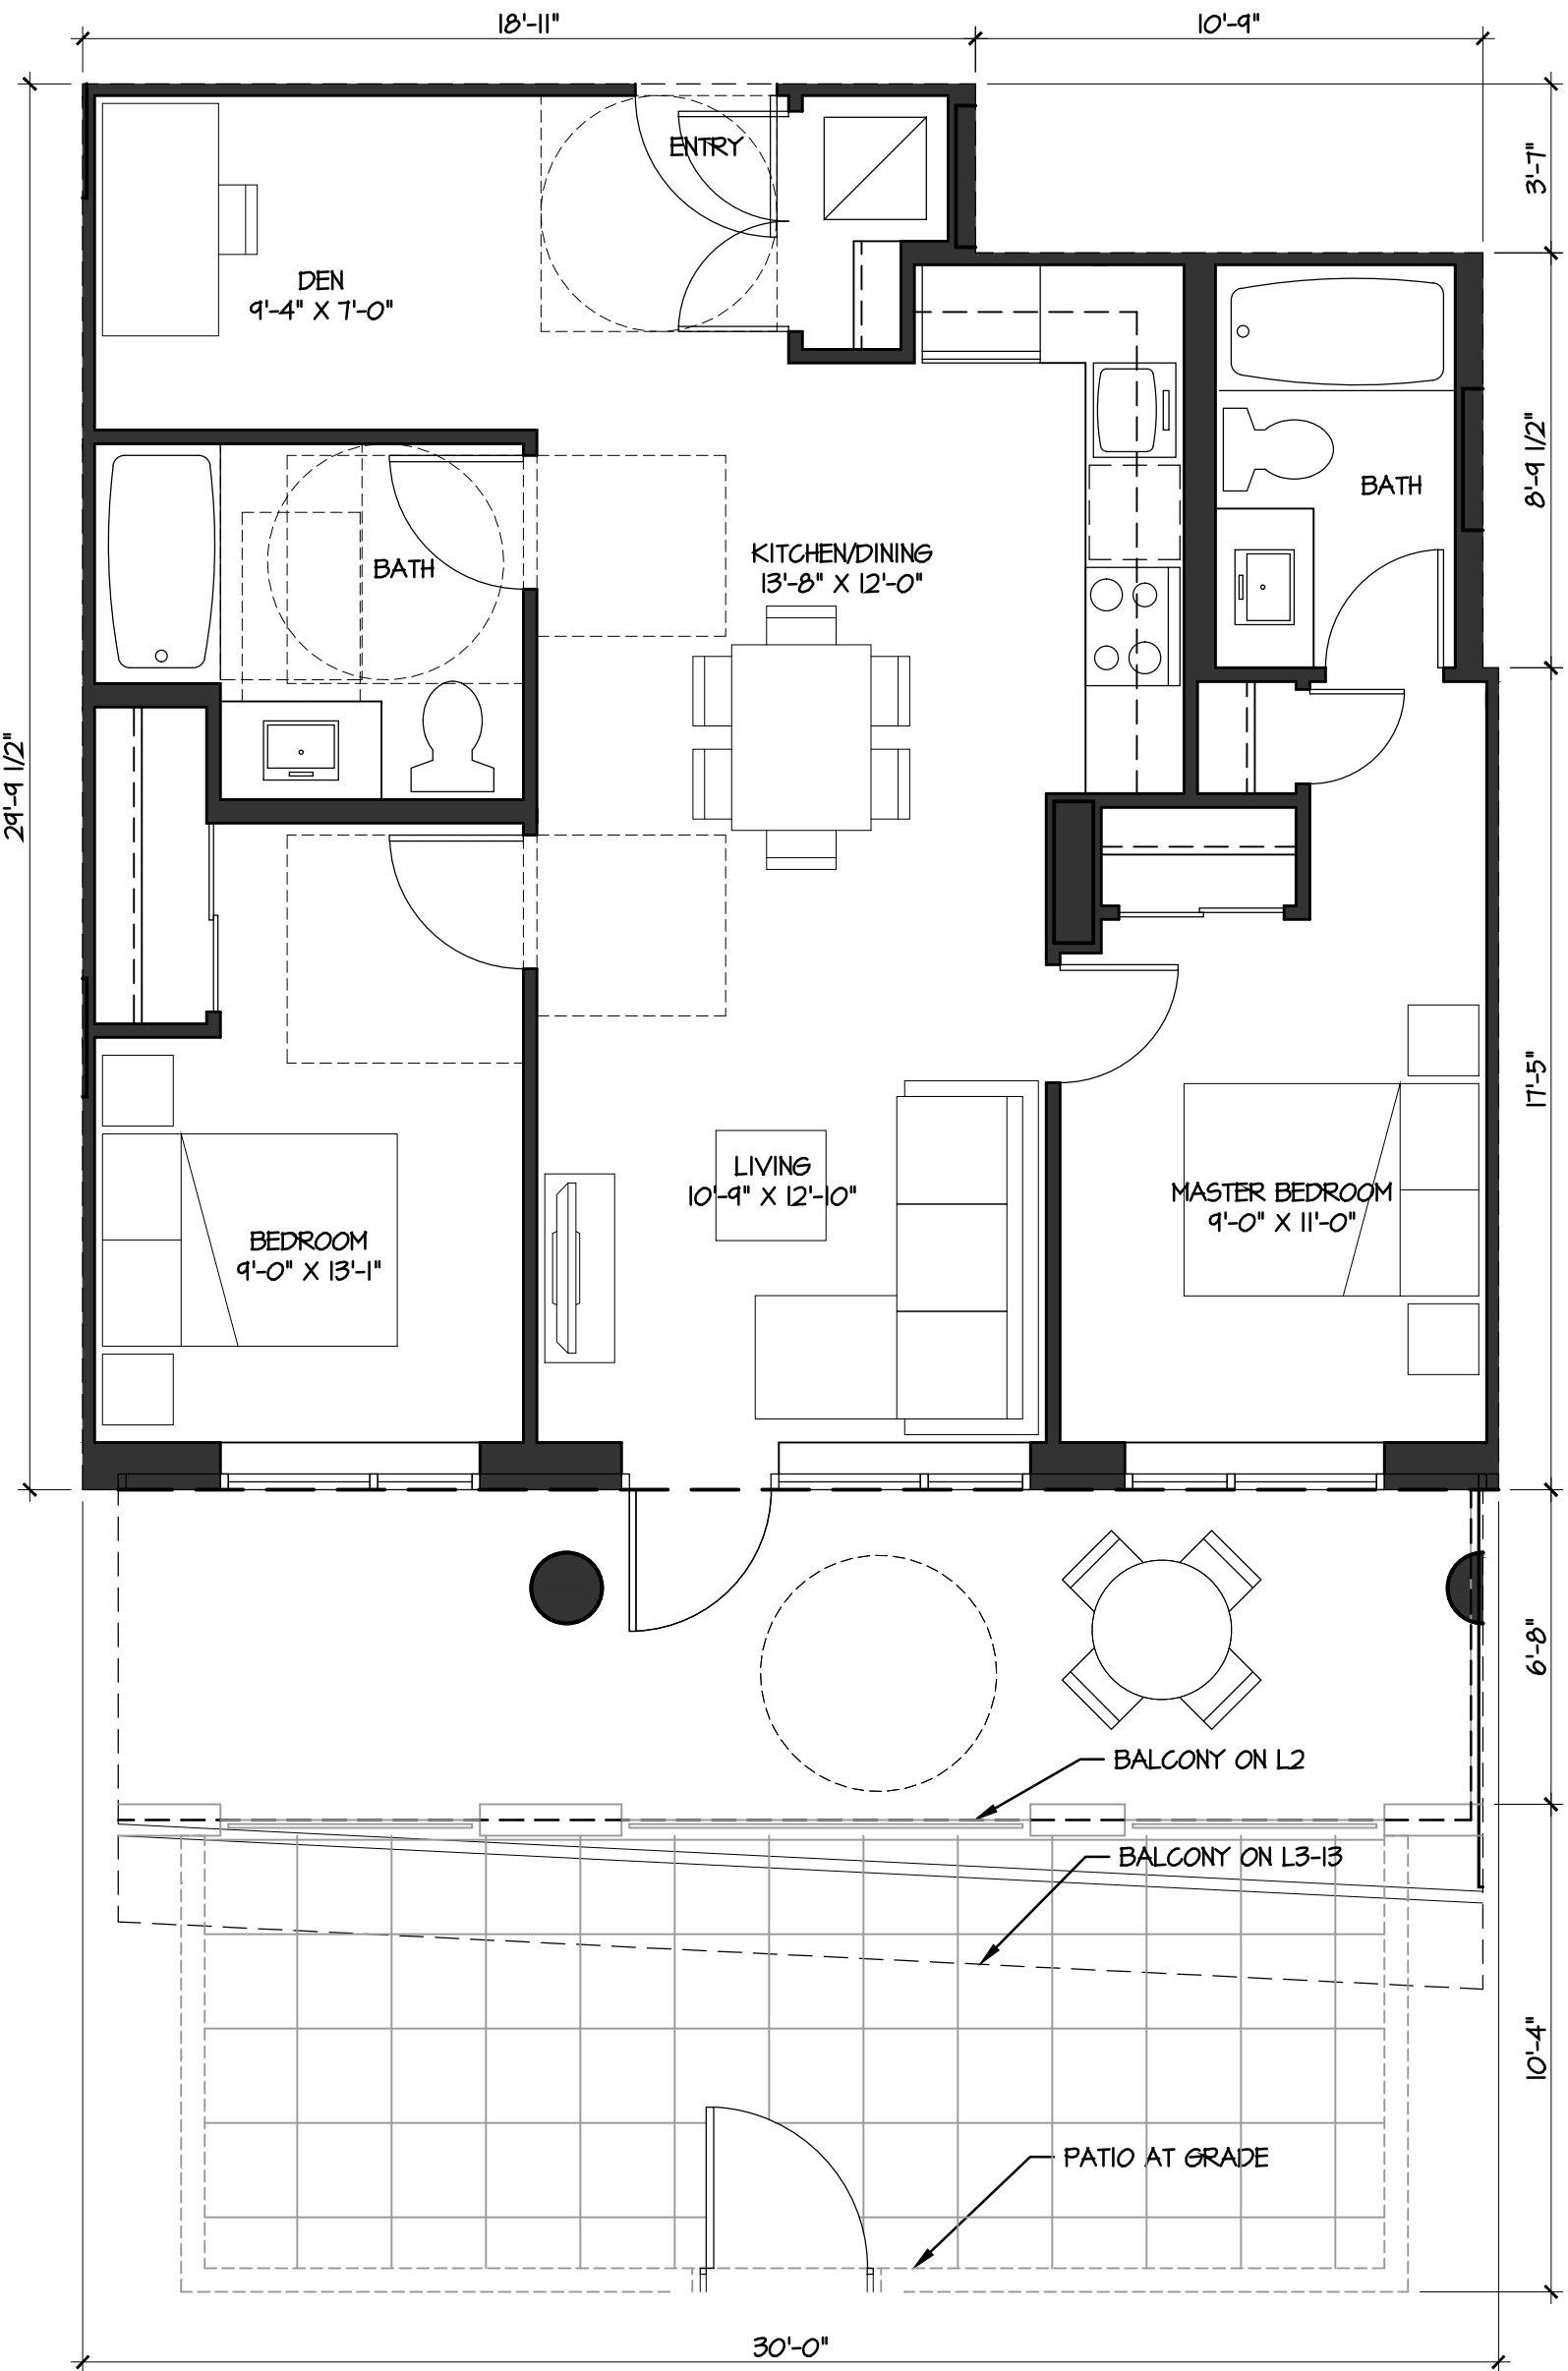 18'-11"
10'-9"
3'-7"
ENTRY
DEN
9'-4" X 7'-0"
8'-9 1/2"
BATH
KITCHEN/DINING
13'-8" X 12'-0"
BATH
29'-9 1/2"
17'-5"
LIVING
10'-9" X 12'-10"
MASTER BEDROOM
9'-0" X 11'-0"
BEDROOM
9'-0" X 13'-1"
6'-8"
BALCONY ON L2
BALCONY ON L3-13
10'-4"
PATIO AT GRADE
30'-0"